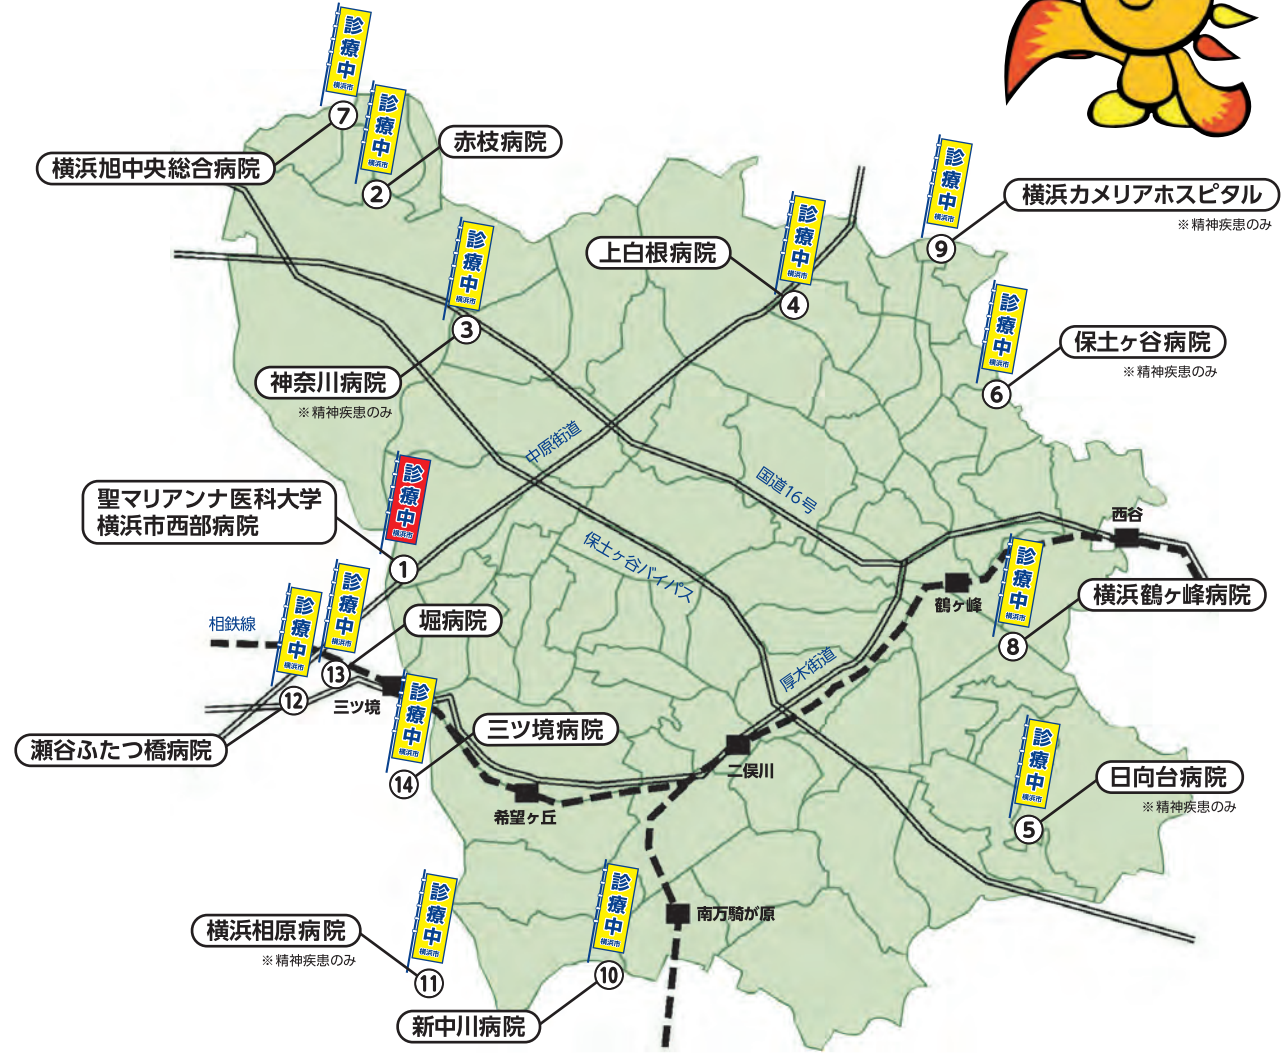 診療中
横浜市
⑦
診療中
横浜市
②
赤枝病院
横浜旭中央総合病院
診療中
横浜市
⑨
横浜カメリアホスピタル
※精神疾患のみ
診療中
横浜市
④
上白根病院
診療中
横浜市
③
神奈川病院
※精神疾患のみ
診療中
横浜市
⑥
保土ヶ谷病院
※精神疾患のみ
中原街道
国道16号
保土ヶ谷バイパス
診療中
横浜市
①
聖マリアンナ医科大学
横浜市西部病院
西谷
鶴ヶ峰
診療中
横浜市
⑧
横浜鶴ヶ峰病院
相鉄線
診療中
横浜市
⑬
堀病院
診療中
横浜市
⑫
瀬谷ふたつ橋病院
三ツ境
厚木街道
診療中
横浜市
⑭
三ツ境病院
二俣川
希望ヶ丘
診療中
横浜市
⑤
日向台病院
※精神疾患のみ
診療中
横浜市
⑪
横浜相原病院
※精神疾患のみ
診療中
横浜市
⑩
新中川病院
南万騎が原